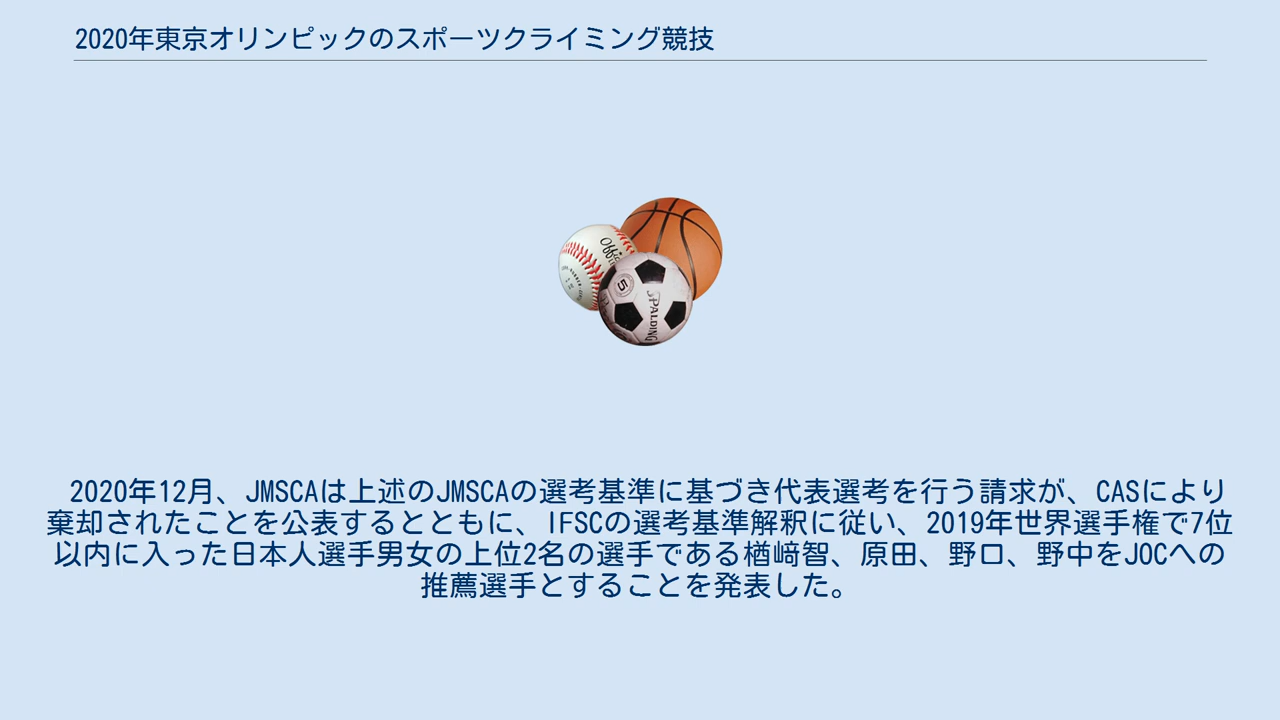 2020年東京オリンピックのスポーツクライミング競技
Offic
5
SPALDING
2020年12月、JMSCAは上述のJMSCAの選考基準に基づき代表選考を行う請求が、CASにより
棄却されたことを公表するとともに、IFSCの選考基準解釈に従い、2019年世界選手権で7位
以内に入った日本人選手男女の上位2名の選手である楢﨑智、原田、野口、野中をJOCへの
推薦選手とすることを発表した。